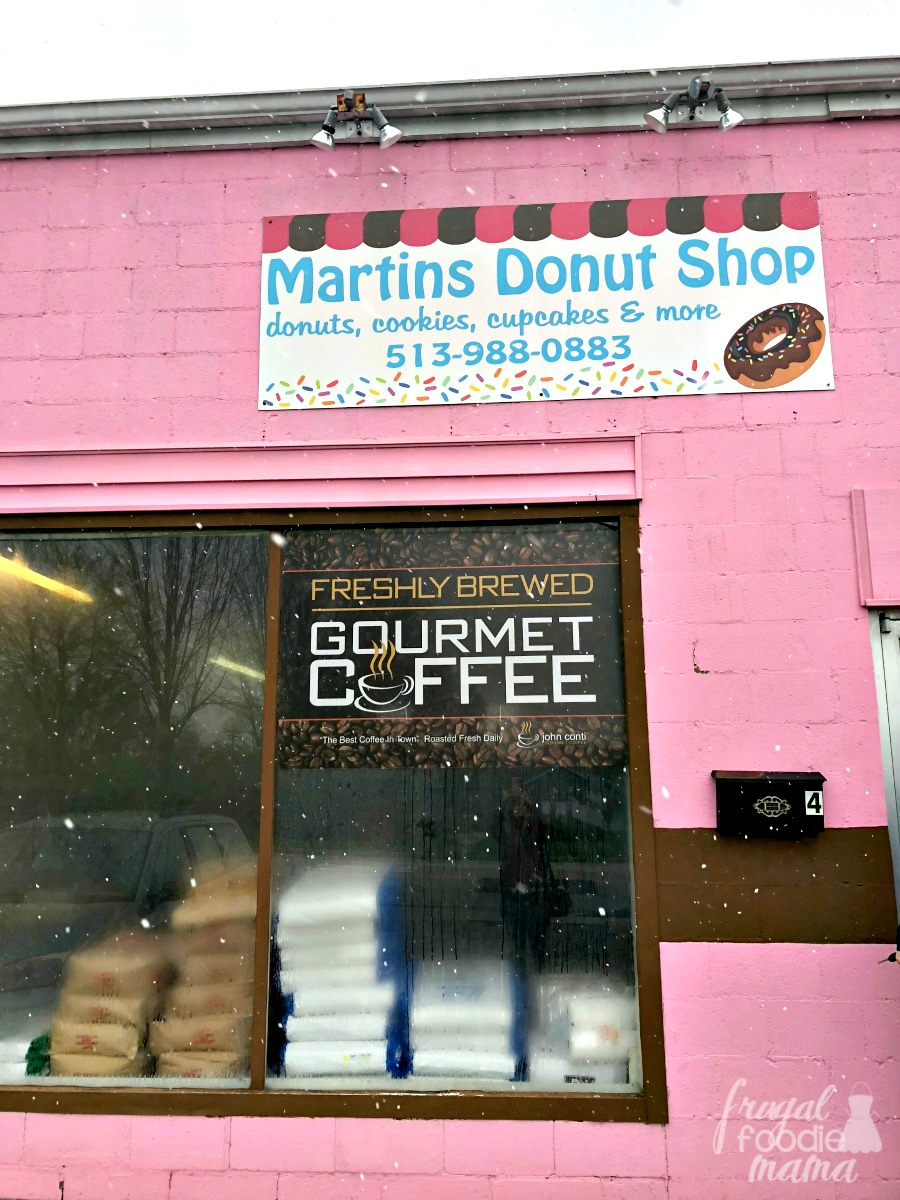 Martins Donut Shop
donuts, cookies, cupcakes & more
513-988-0883
FRESHLY BREWED
GOURMET
COFFEE
"The Best Coffee In Town" Roasted Fresh Daily
john conti
4
frugal
foodie
mama